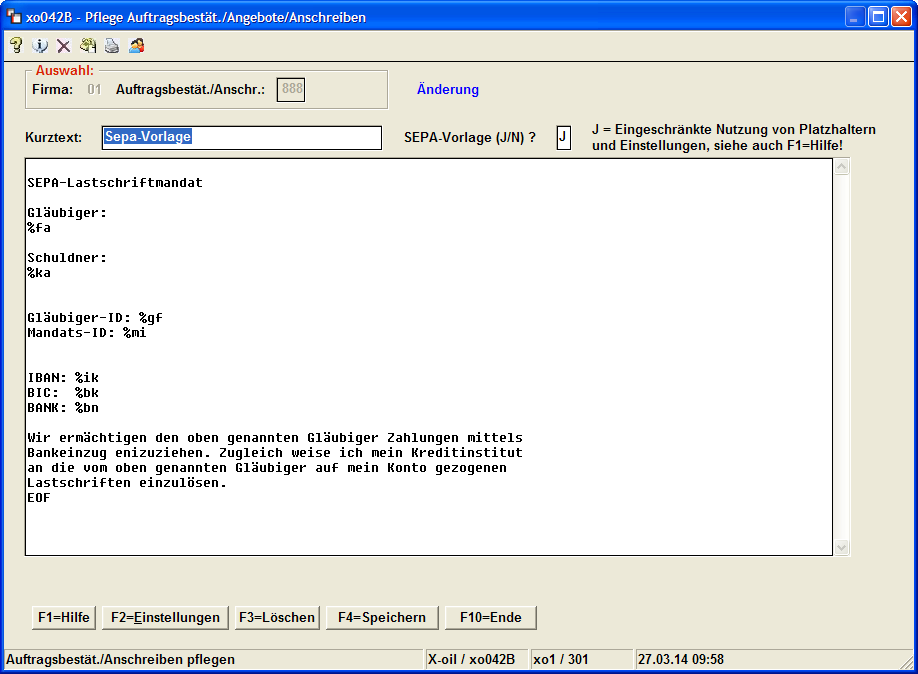 xo042B - Pflege Auftragsbestät./Angebote/Anschreiben
Auswahl:
Firma: 01 Auftragsbestät./Anschr.: 888
Änderung
Kurztext: Sepa-Vorlage SEPA-Vorlage (J/N) ? J
J = Eingeschränkte Nutzung von Platzhaltern
und Einstellungen, siehe auch F1=Hilfe!
SEPA-Lastschriftmandat
Gläubiger:
%fa
Schuldner:
%ka
Gläubiger-ID: %gf
Mandats-ID: %mi
IBAN: %ik
BIC: %bk
BANK: %bn
Wir ermächtigen den oben genannten Gläubiger Zahlungen mittels
Bankeinzug enizuziehen. Zugleich weise ich mein Kreditinstitut
an die vom oben genannten Gläubiger auf mein Konto gezogenen
Lastschriften einzulösen.
EOF
F1=Hilfe F2=Einstellungen F3=Löschen F4=Speichern F10=Ende
Auftragsbestät./Anschreiben pflegen X-oil / xo042B xo1 / 301 27.03.14 09:58